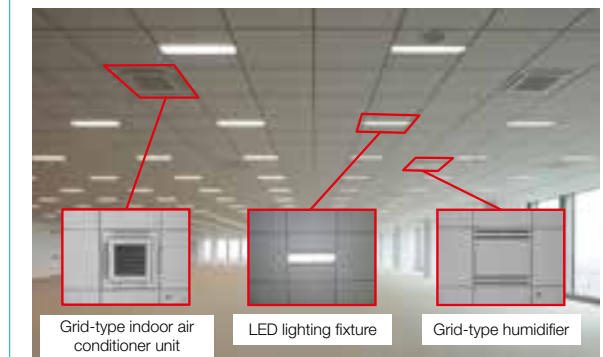 Grid-type indoor air
conditioner unit
LED lighting fixture
Grid-type humidifier